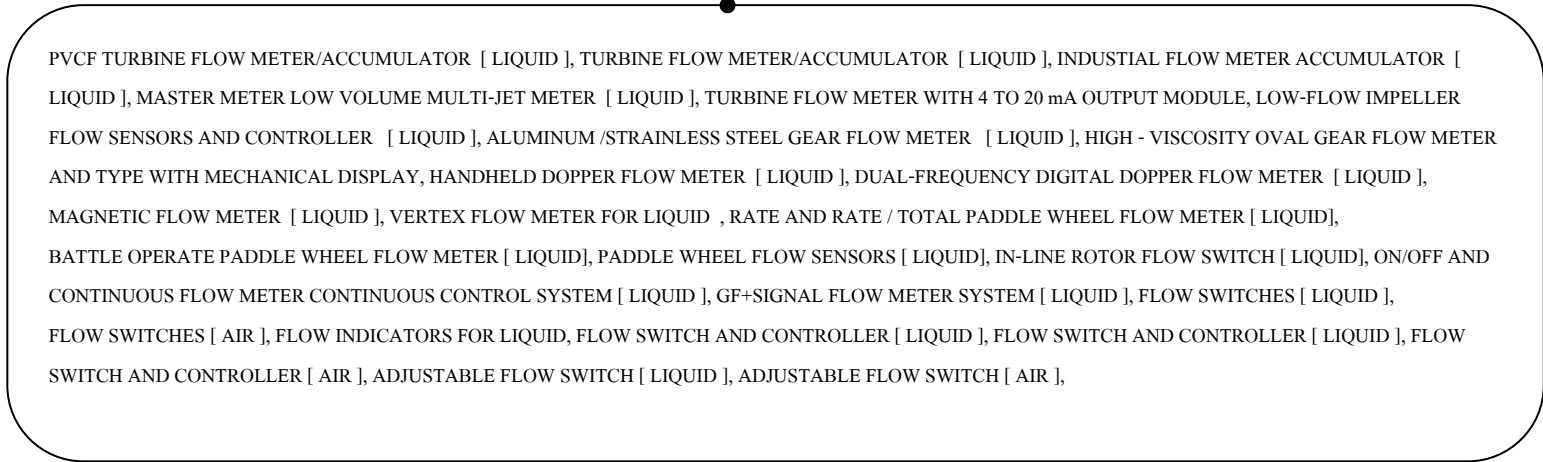 PVCF TURBINE FLOW METER/ACCUMULATOR [ LIQUID ], TURBINE FLOW METER/ACCUMULATOR [ LIQUID ], INDUSTIAL FLOW METER ACCUMULATOR [
LIQUID ], MASTER METER LOW VOLUME MULTI-JET METER [ LIQUID ], TURBINE FLOW METER WITH 4 TO 20 mA OUTPUT MODULE, LOW-FLOW IMPELLER
FLOW SENSORS AND CONTROLLER [ LIQUID ], ALUMINUM /STRAINLESS STEEL GEAR FLOW METER [ LIQUID ], HIGH - VISCOSITY OVAL GEAR FLOW METER
AND TYPE WITH MECHANICAL DISPLAY, HANDHELD DOPPER FLOW METER [ LIQUID ], DUAL-FREQUENCY DIGITAL DOPPER FLOW METER [ LIQUID ],
MAGNETIC FLOW METER [ LIQUID ], VERTEX FLOW METER FOR LIQUID , RATE AND RATE / TOTAL PADDLE WHEEL FLOW METER [ LIQUID],
BATTLE OPERATE PADDLE WHEEL FLOW METER [ LIQUID], PADDLE WHEEL FLOW SENSORS [ LIQUID], IN-LINE ROTOR FLOW SWITCH [ LIQUID], ON/OFF AND
CONTINUOUS FLOW METER CONTINUOUS CONTROL SYSTEM [ LIQUID ], GF+SIGNAL FLOW METER SYSTEM [ LIQUID ], FLOW SWITCHES [ LIQUID ],
FLOW SWITCHES [ AIR ], FLOW INDICATORS FOR LIQUID, FLOW SWITCH AND CONTROLLER [ LIQUID ], FLOW SWITCH AND CONTROLLER [ LIQUID ], FLOW
SWITCH AND CONTROLLER [ AIR ], ADJUSTABLE FLOW SWITCH [ LIQUID ], ADJUSTABLE FLOW SWITCH [ AIR ],